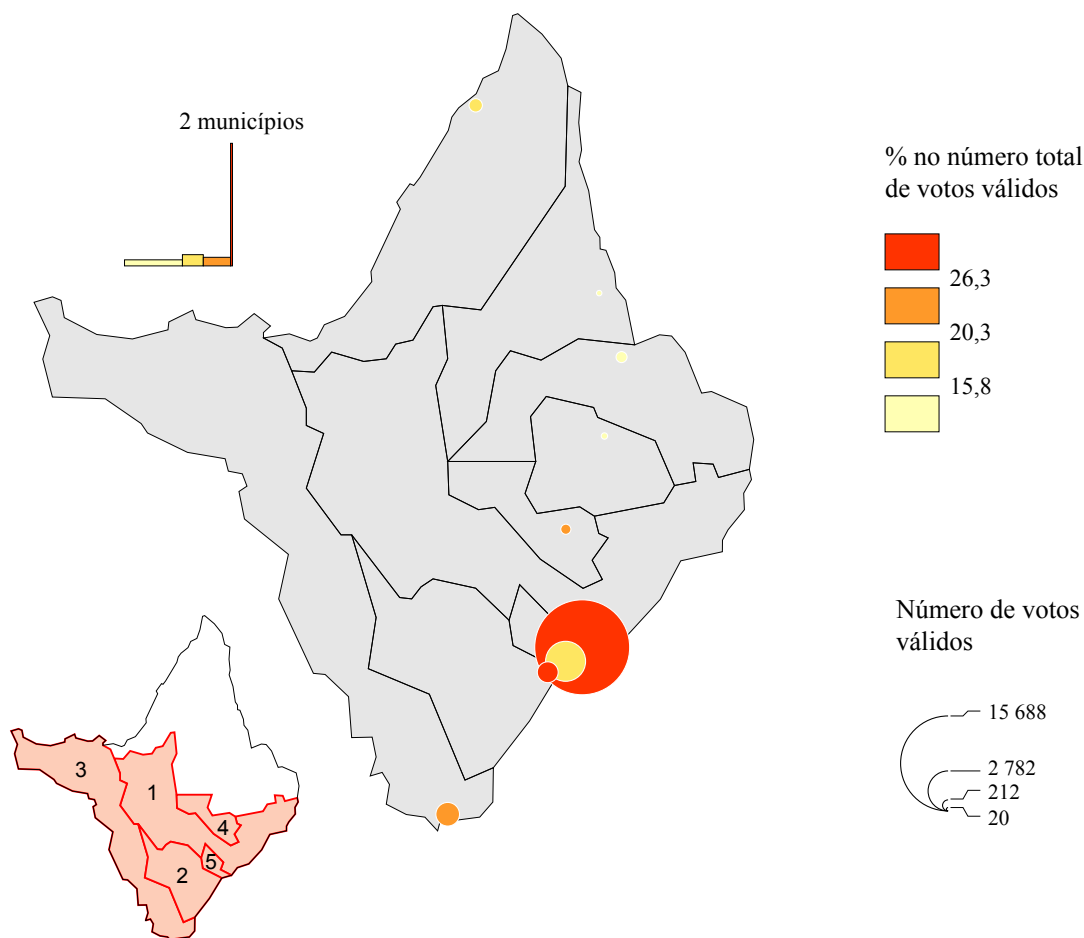 2 municípios
% no número total
de votos válidos
26,3
20,3
15,8
Número de votos
válidos
15 688
2 782
212
20
3
1
4
5
2